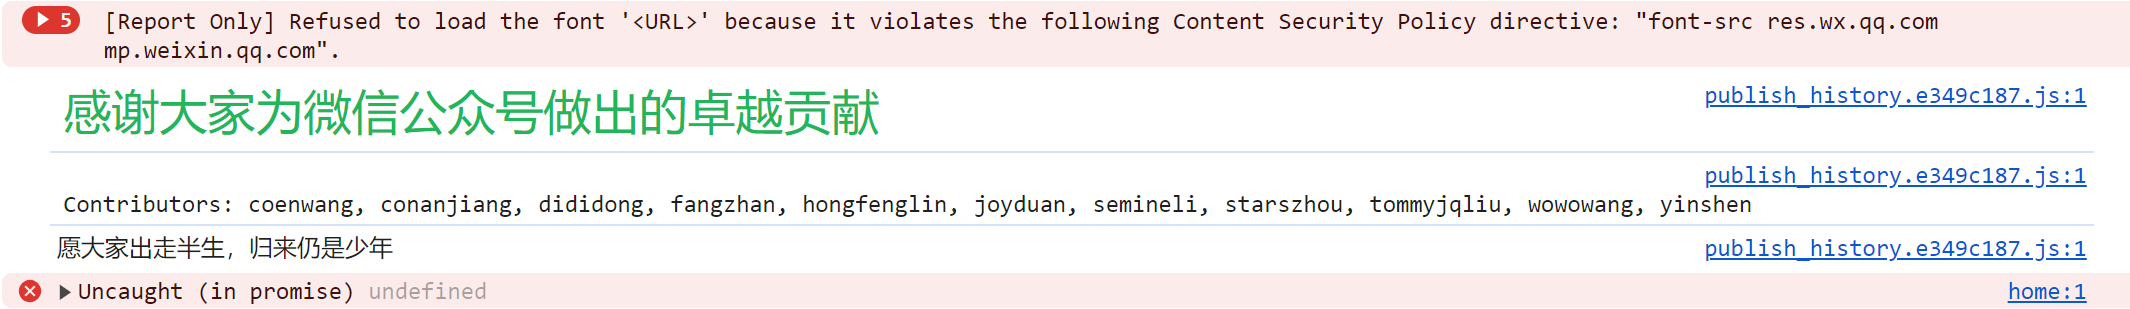 5 [Report Only] Refused to load the font '<URL>' because it violates the following Content Security Policy directive: "font-src res.wx.qq.com
mp.weixin.qq.com".
感谢大家为微信公众号做出的卓越贡献 publish_history.e349c187.js:1
publish_history.e349c187.js:1
Contributors: coenwang, conanjiang, dididong, fangzhan, hongfenglin, joyduan, semineli, starszhou, tommyjqliu, wowowang, yinshen
愿大家出走半生，归来仍是少年 publish_history.e349c187.js:1
Uncaught (in promise) undefined home:1